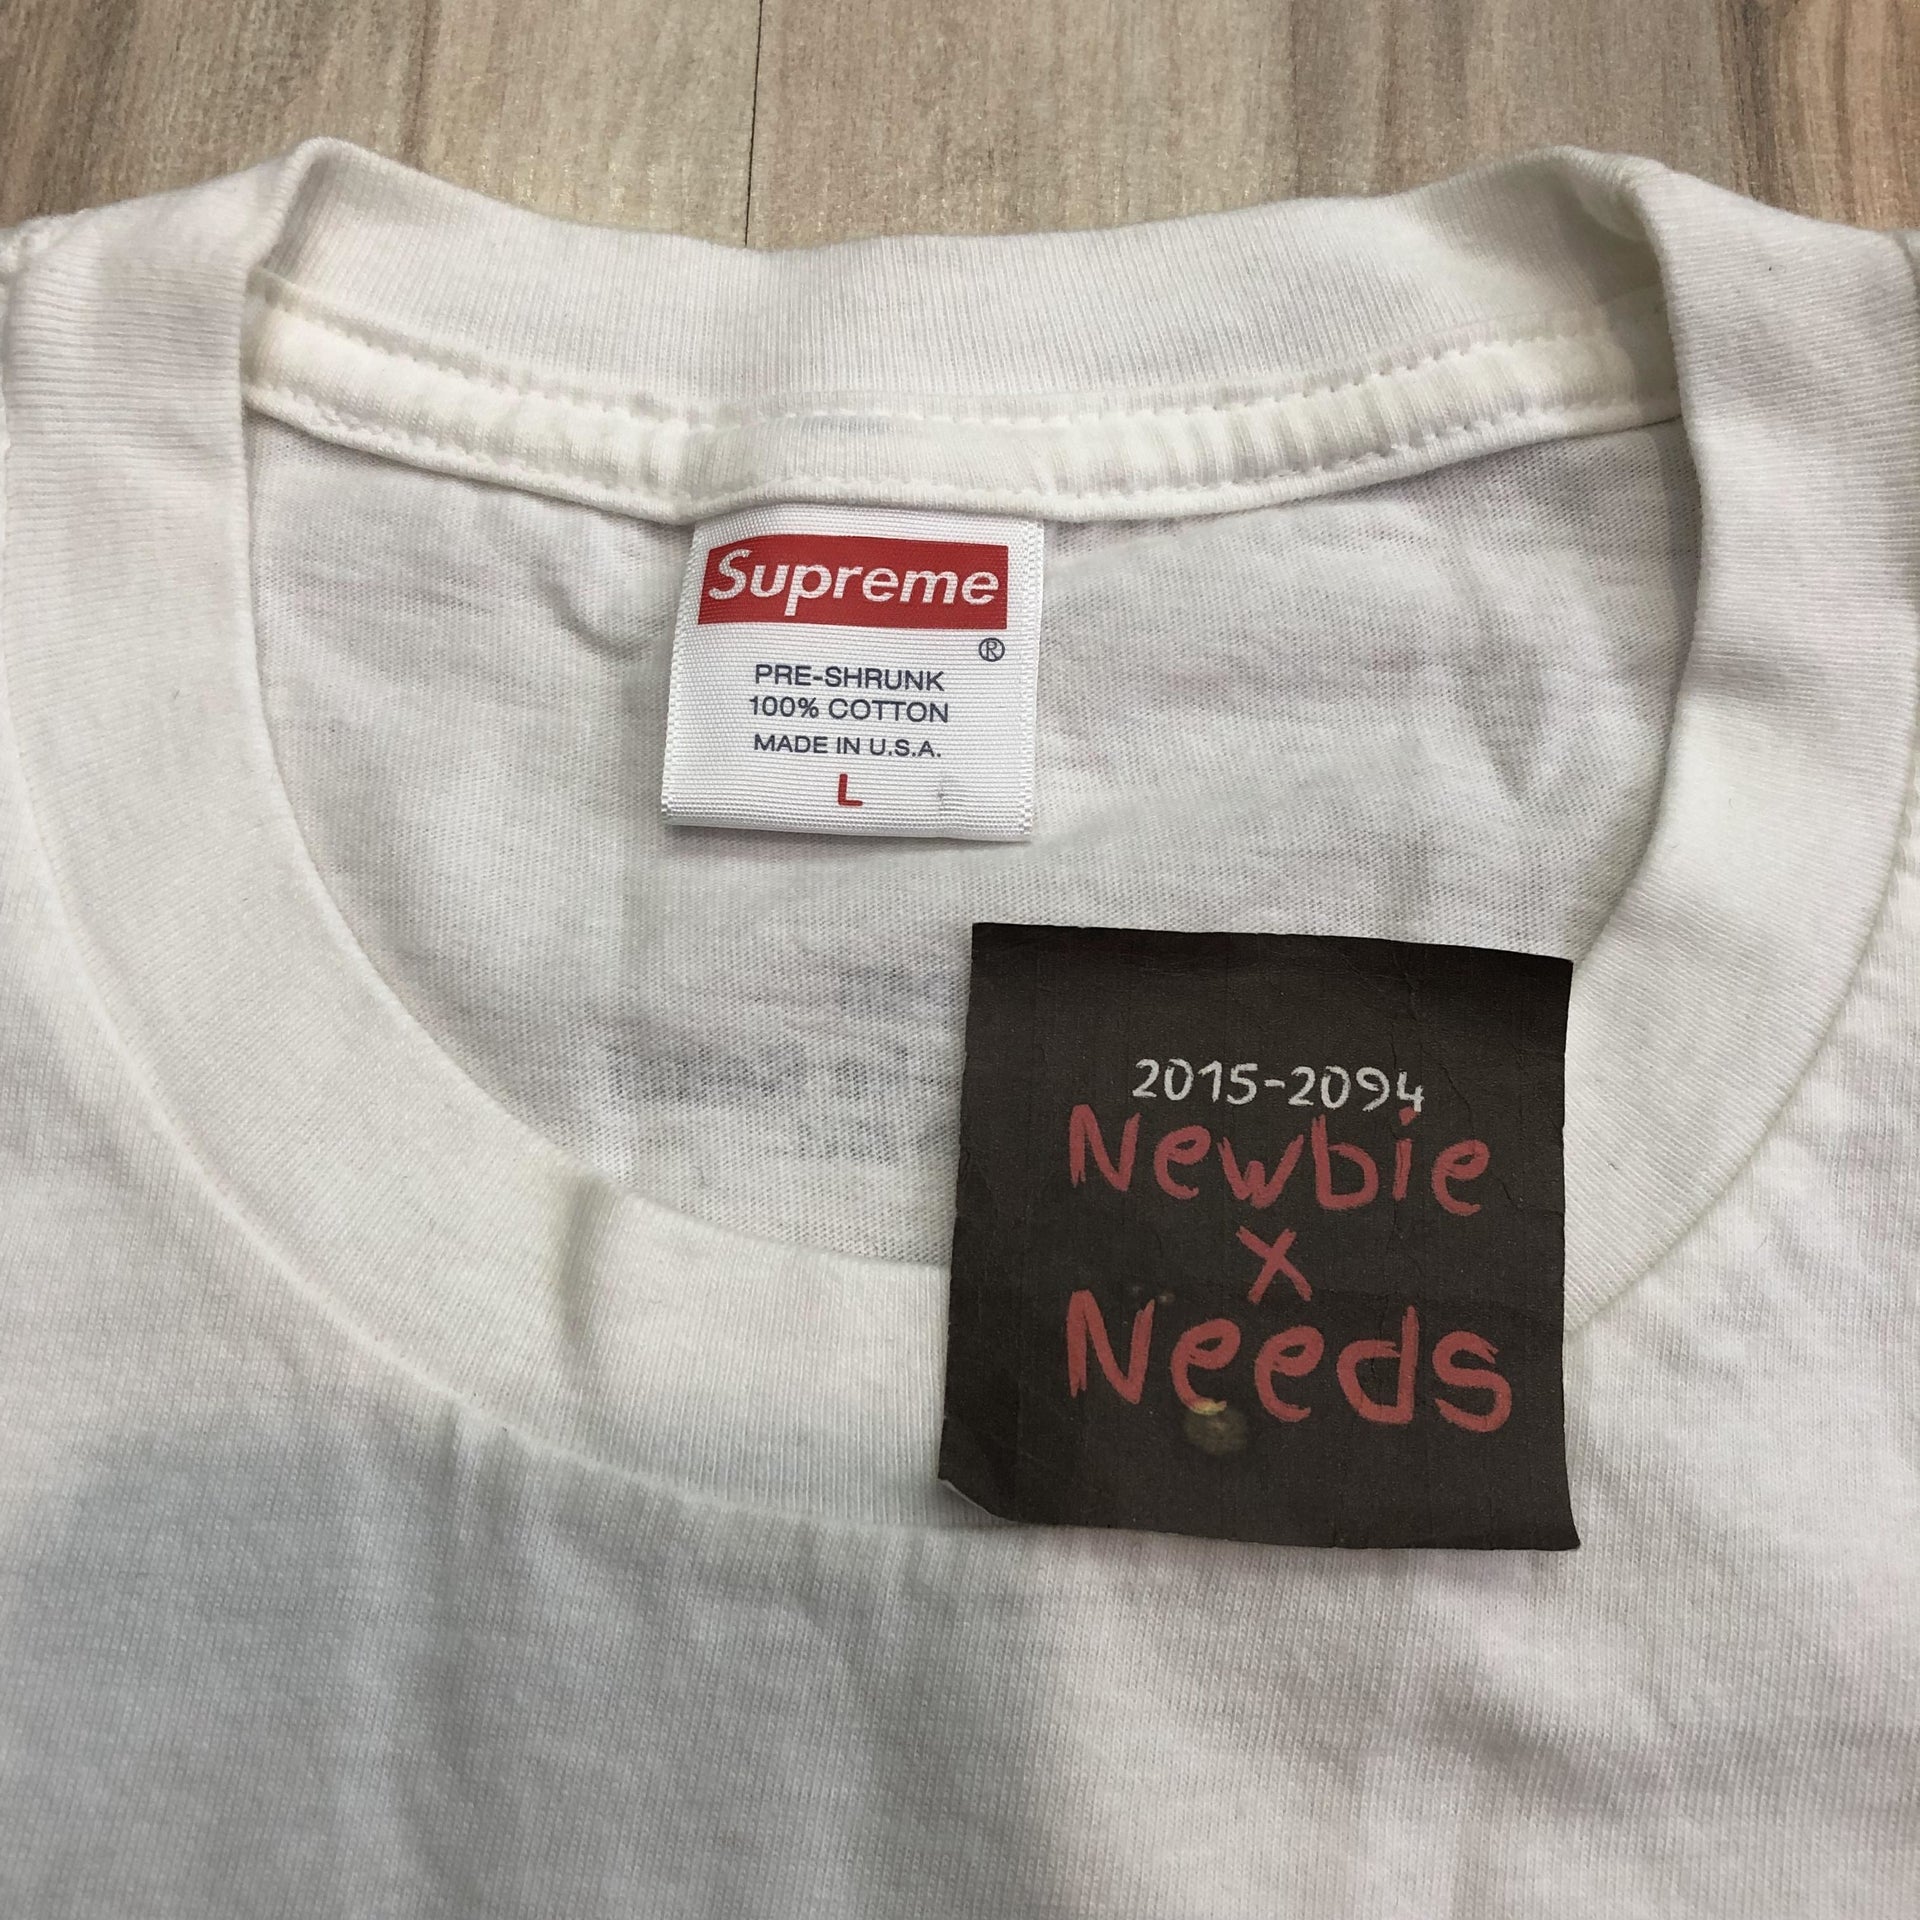 Supreme
®
PRE-SHRUNK
100% COTTON
MADE IN U.S.A.
L
2015-2094
Newbie
x
Needs